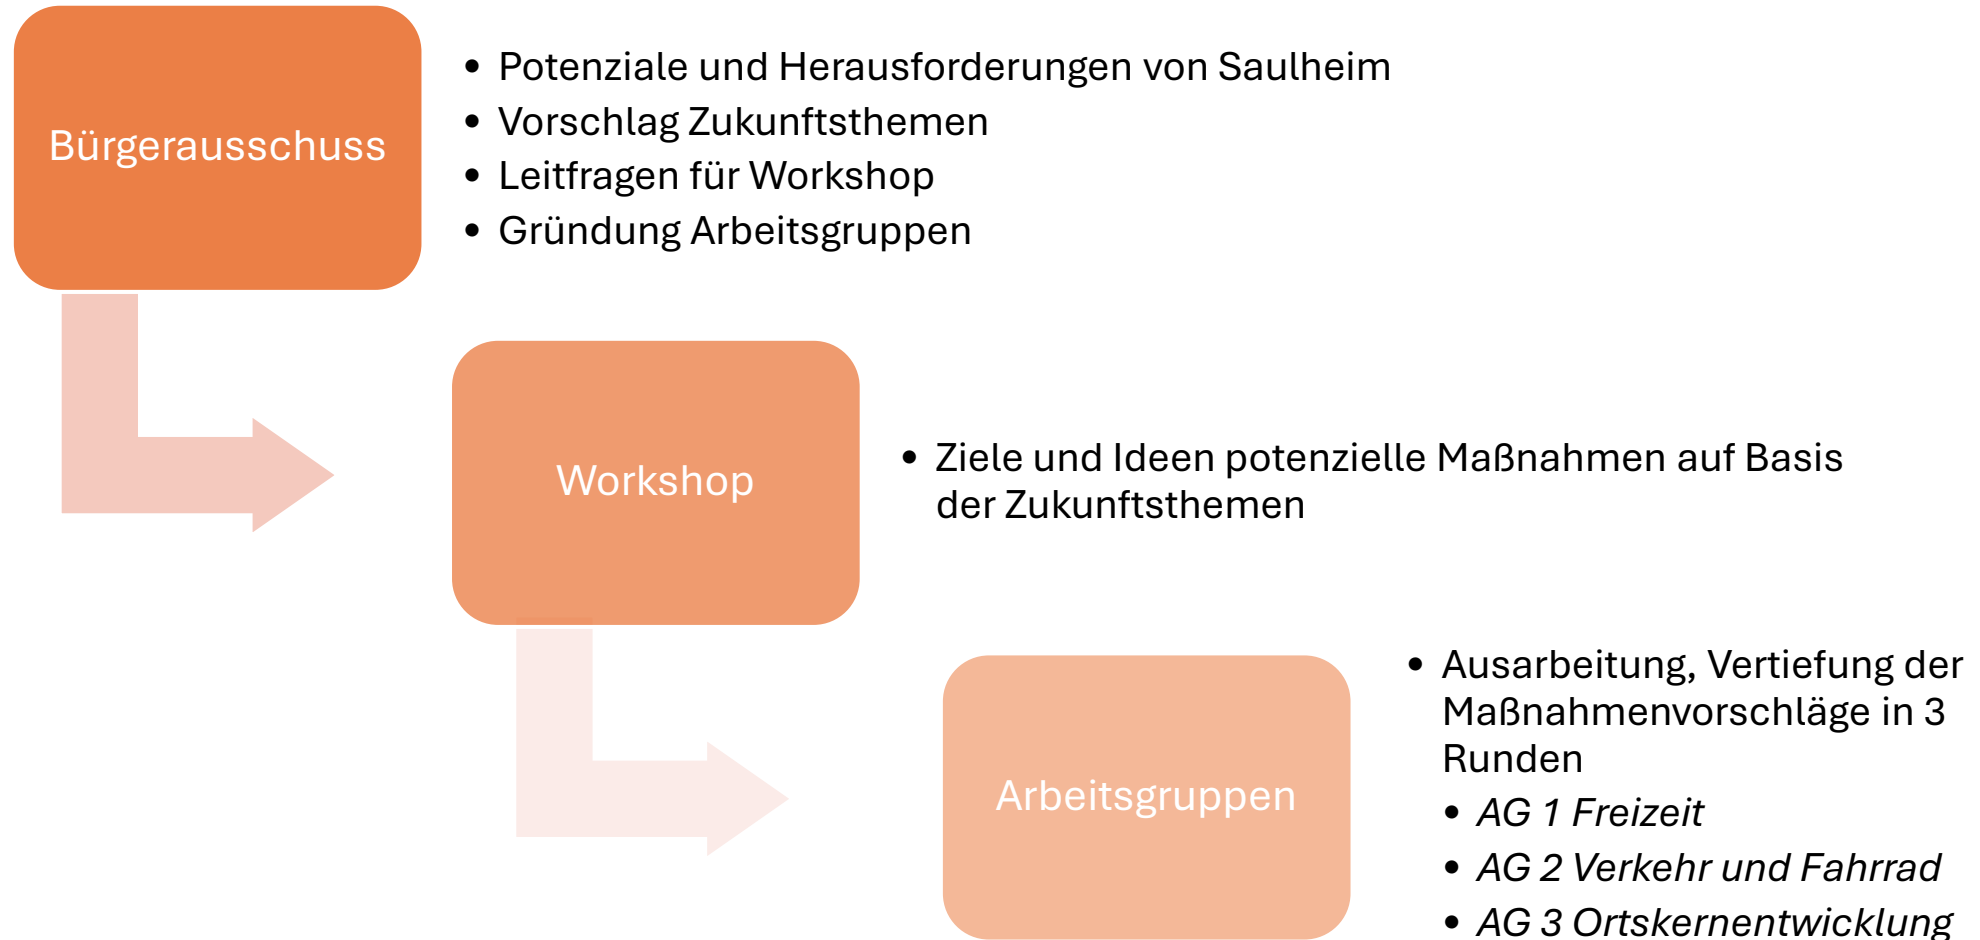 Bürgerausschuss
• Potenziale und Herausforderungen von Saulheim
• Vorschlag Zukunftsthemen
• Leitfragen für Workshop
• Gründung Arbeitsgruppen
Workshop
• Ziele und Ideen potenzielle Maßnahmen auf Basis
der Zukunftsthemen
Arbeitsgruppen
• Ausarbeitung, Vertiefung der
Maßnahmenvorschläge in 3
Runden
• AG 1 Freizeit
• AG 2 Verkehr und Fahrrad
• AG 3 Ortskernentwicklung